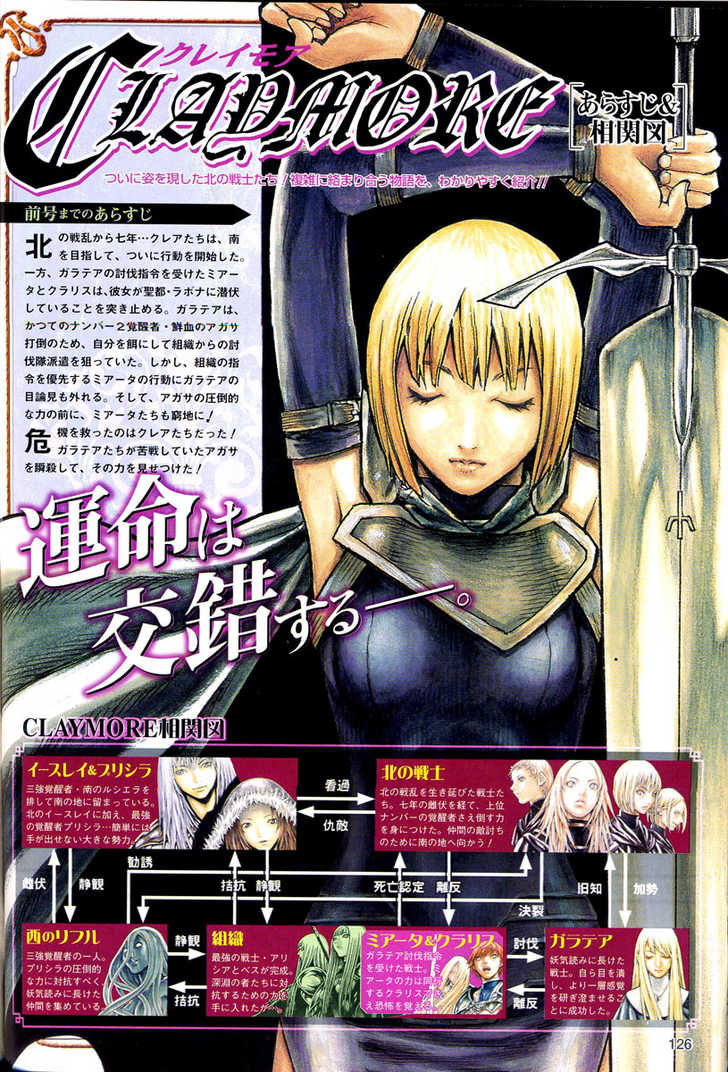 クレイモア
CLAYMORE
あらすじ&
相関図
ついに姿を現した北の戦士たち!複雑に絡まり合う物語を、わかりやすく紹介!!
前号までのあらすじ
北の戦乱から七年…クレアたちは、南
を目指して、ついに行動を開始した。
一方、ガラテアの討伐指令を受けたミアー
タとクラリスは、彼女が聖都・ラボナに潜伏
していることを突き止める。ガラテアは、
かつてのナンバー2覚醒者・鮮血のアガサ
打倒のため、自分を餌にして組織からの討
伐隊派遣を狙っていた。しかし、組織の指
令を優先するミアータの行動にガラテアの
目論見も外れる。そして、アガサの圧倒的
な力の前に、ミアータたちも窮地に!
危機を救ったのはクレアたちだった!
ガラテアたちが苦戦していたアガサ
を瞬殺して、その力を見せつけた!
運命は
交錯する―。
CLAYMORE相関図
イースレイ&プリシラ
三強覚醒者・南のルシエラを
排して南の地に留まっている。
北のイースレイに加え、最強
の覚醒者プリシラ…簡単には
手が出せない大きな勢力。
看過
仇敵
北の戦士
北の戦乱を生き延びた戦士た
ち。七年の雌伏を経て、上位
ナンバーの覚醒者さえ倒す力
を身につけた。仲間の敵討ち
のために南の地へ向かう!
勧誘
雌伏
静観
拮抗
静観
死亡認定
離反
旧知
加勢
決裂
西のリフル
三強覚醒者の一人。
プリシラの圧倒的
な力に対抗すべく、
妖気読みに長けた
仲間を集めている
静観
拮抗
組織
最強の戦士・アリ
シアとベスが完成。
深淵の者たちに対
抗するための力を
手に入れたが…
ミアータ&クラリス
ガラテア討伐指令
を受けた戦士。ミ
アータの力は同行
するクラリスさ
え恐怖を覚える
討伐
離反
ガラテア
妖気読みに長けた
戦士。自ら目を潰
し、より一層感覚
を研ぎ澄ませるこ
とに成功した。
126